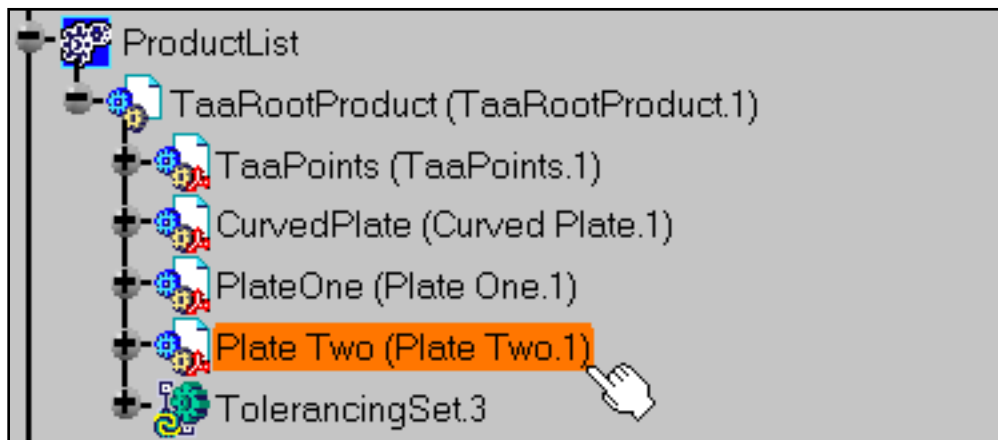 ProductList
TaaRootProduct (TaaRootProduct.1)
TaaPoints (TaaPoints.1)
CurvedPlate (Curved Plate.1)
PlateOne (Plate One.1)
Plate Two (Plate Two.1)
TolerancingSet.3